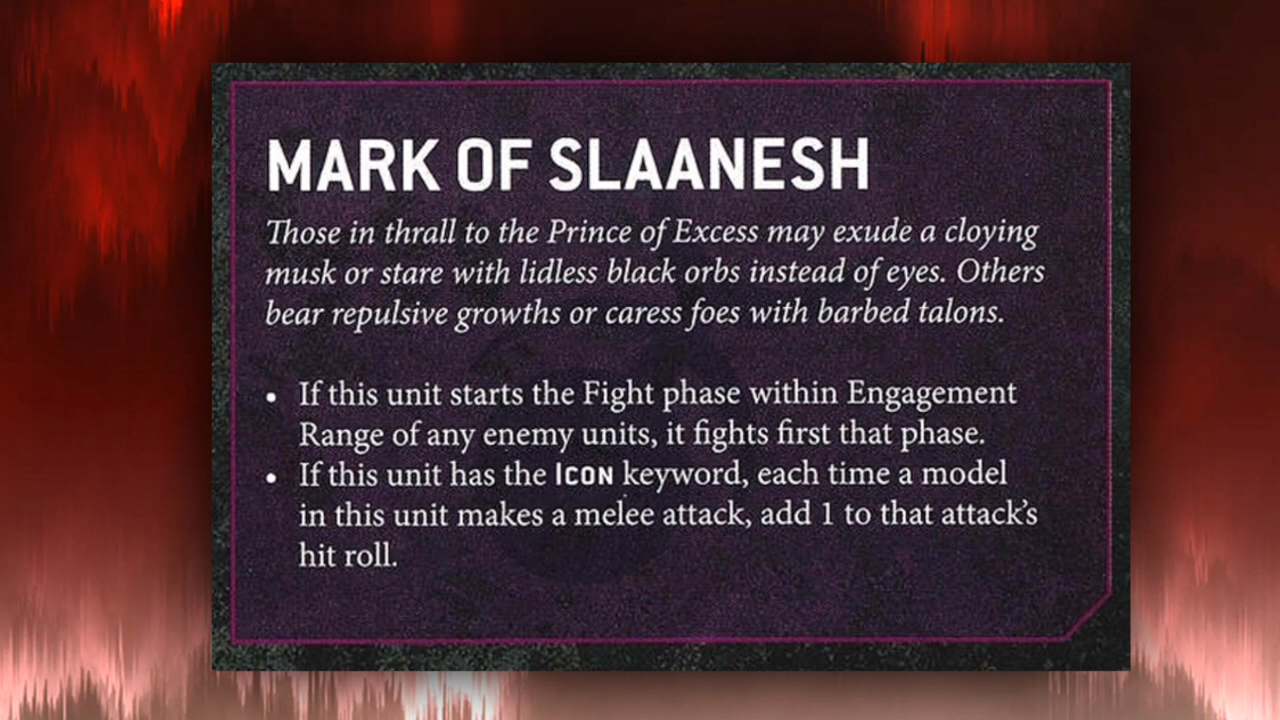 MARK OF SLAANESH
Those in thrall to the Prince of Excess may exude a cloying
musk or stare with lidless black orbs instead of eyes. Others
bear repulsive growths or caress foes with barbed talons.
• If this unit starts the Fight phase within Engagement
Range of any enemy units, it fights first that phase.
• If this unit has the ICON keyword, each time a model
in this unit makes a melee attack, add 1 to that attack’s
hit roll.